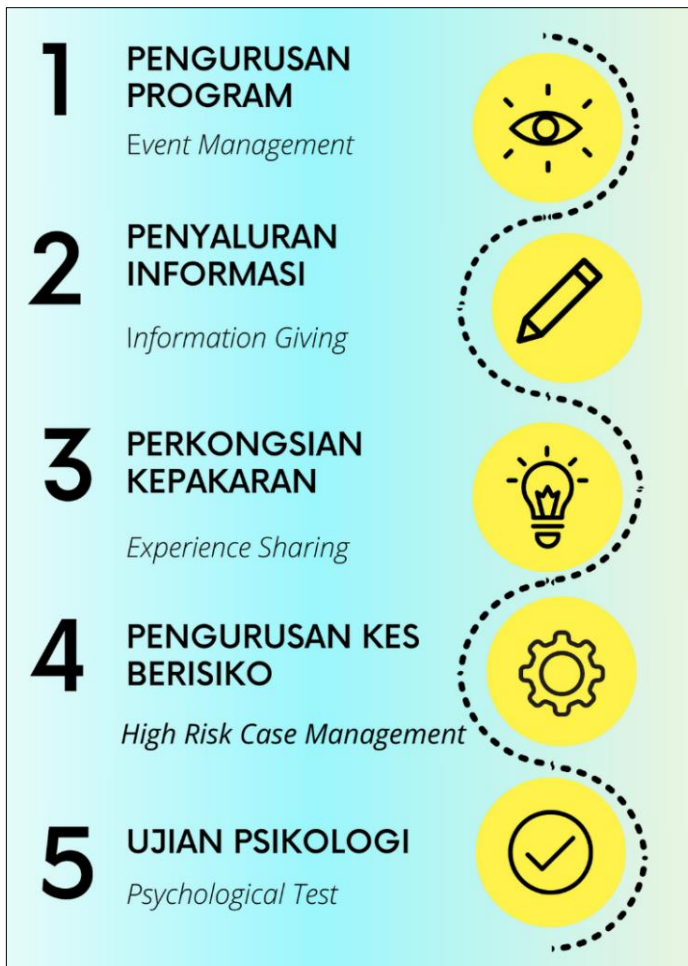 1
PENGURUSAN
PROGRAM
Event Management
2
PENYALURAN
INFORMASI
Information Giving
3
PERKONGSIAN
KEPAKARAN
Experience Sharing
4
PENGURUSAN KES
BERISIKO
High Risk Case Management
5
UJIAN PSIKOLOGI
Psychological Test